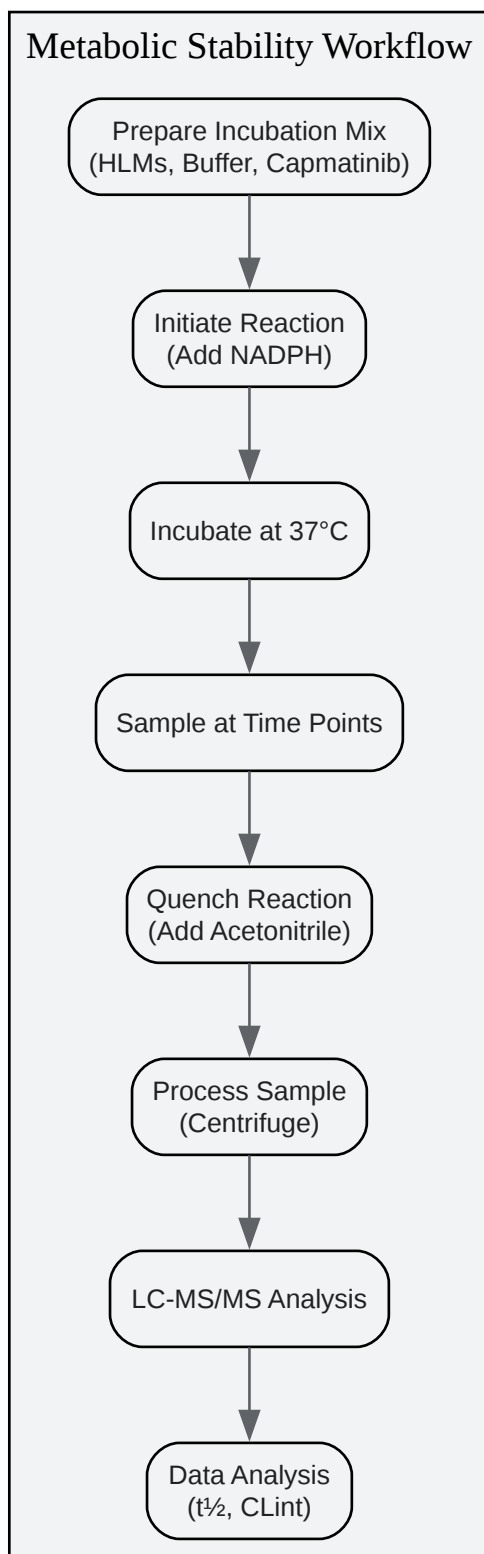 Metabolic Stability Workflow
Prepare Incubation Mix
(HLMs, Buffer, Capmatinib)
Initiate Reaction
(Add NADPH)
Incubate at 37°C
Sample at Time Points
Quench Reaction
(Add Acetonitrile)
Process Sample
(Centrifuge)
LC-MS/MS Analysis
Data Analysis
(t½, CLint)